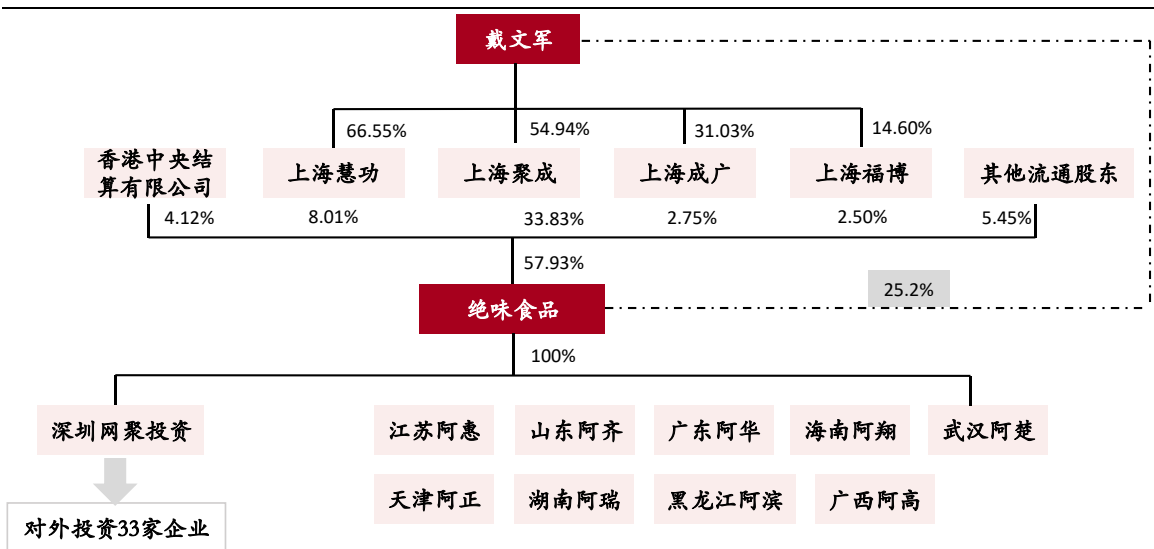 戴文军
66.55%
54.94%
31.03%
14.60%
香港中央结
算有限公司
上海慧功
上海聚成
上海成广
上海福博
其他流通股东
4.12%
8.01%
33.83%
2.75%
2.50%
5.45%
57.93%
25.2%
绝味食品
100%
深圳网聚投资
江苏阿惠
山东阿齐
广东阿华
海南阿翔
武汉阿楚
天津阿正
湖南阿瑞
黑龙江阿滨
广西阿高
对外投资33家企业